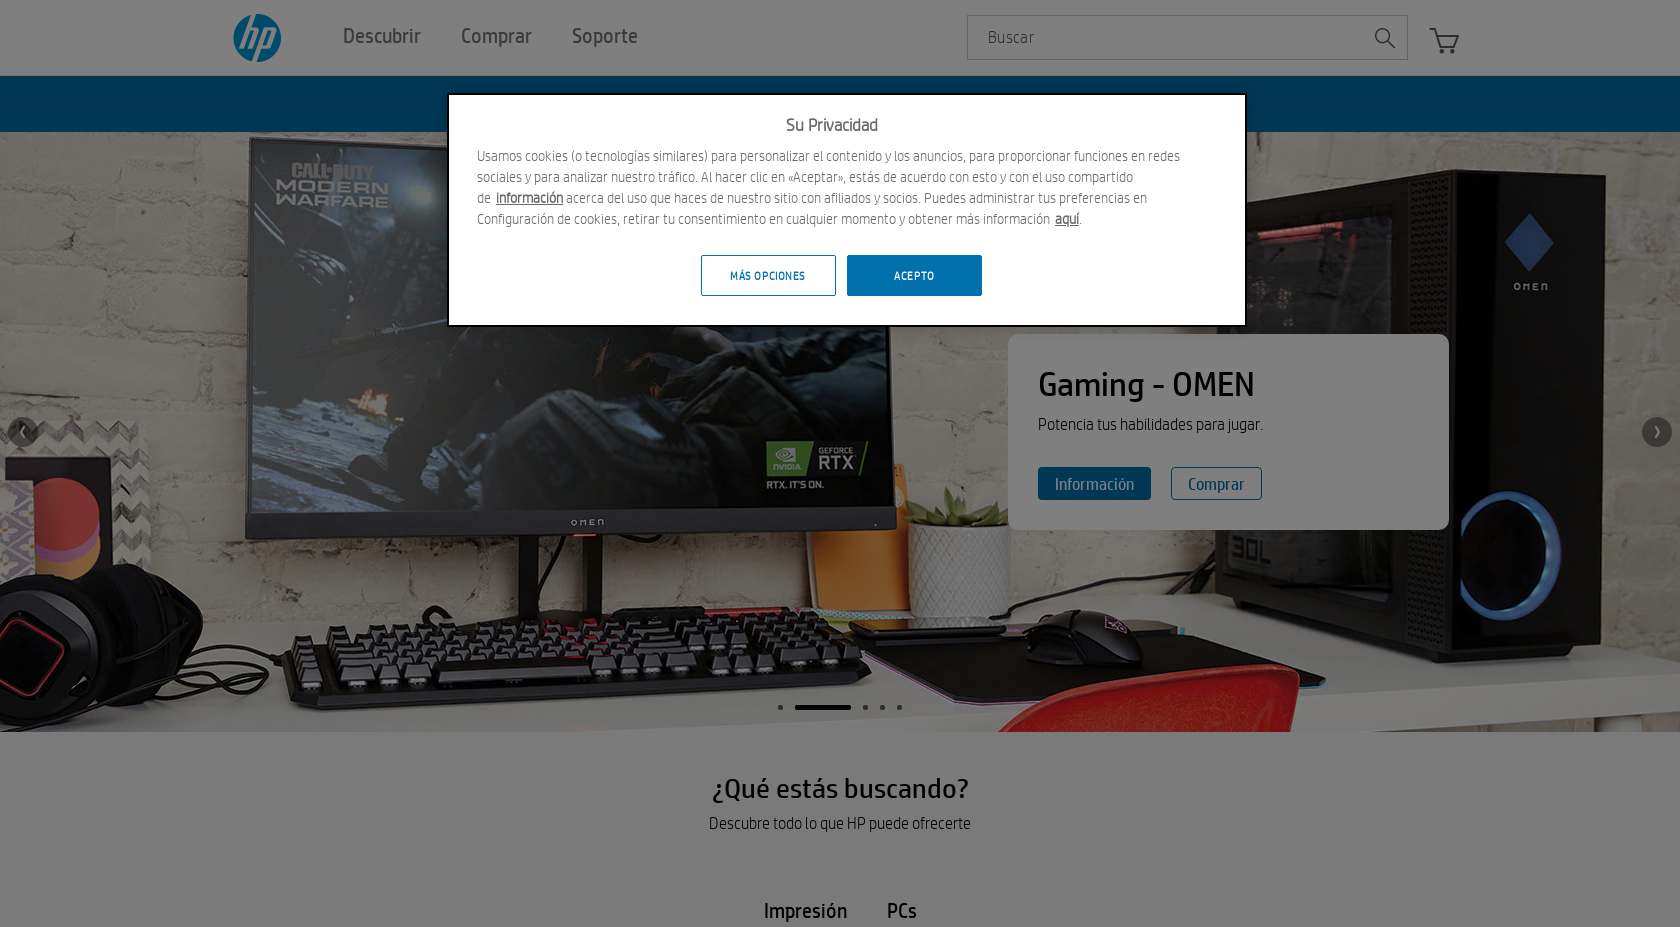 hp
Descubrir
Comprar
Soporte
Buscar
Su Privacidad
Usamos cookies (o tecnologías similares) para personalizar el contenido y los anuncios, para proporcionar funciones en redes
sociales y para analizar nuestro tráfico. Al hacer clic en «Aceptar», estás de acuerdo con esto y con el uso compartido
de información acerca del uso que haces de nuestro sitio con afiliados y socios. Puedes administrar tus preferencias en
Configuración de cookies, retirar tu consentimiento en cualquier momento y obtener más información aquí.
MÁS OPCIONES
ACEPTO
CALL OF DUTY
MODERN
WARFARE
OMEN
Gaming - OMEN
Potencia tus habilidades para jugar.
Información
Comprar
NVIDIA
GEFORCE
RTX
RTX. IT'S ON.
OMEN
30L
¿Qué estás buscando?
Descubre todo lo que HP puede ofrecerte
Impresión
PCs